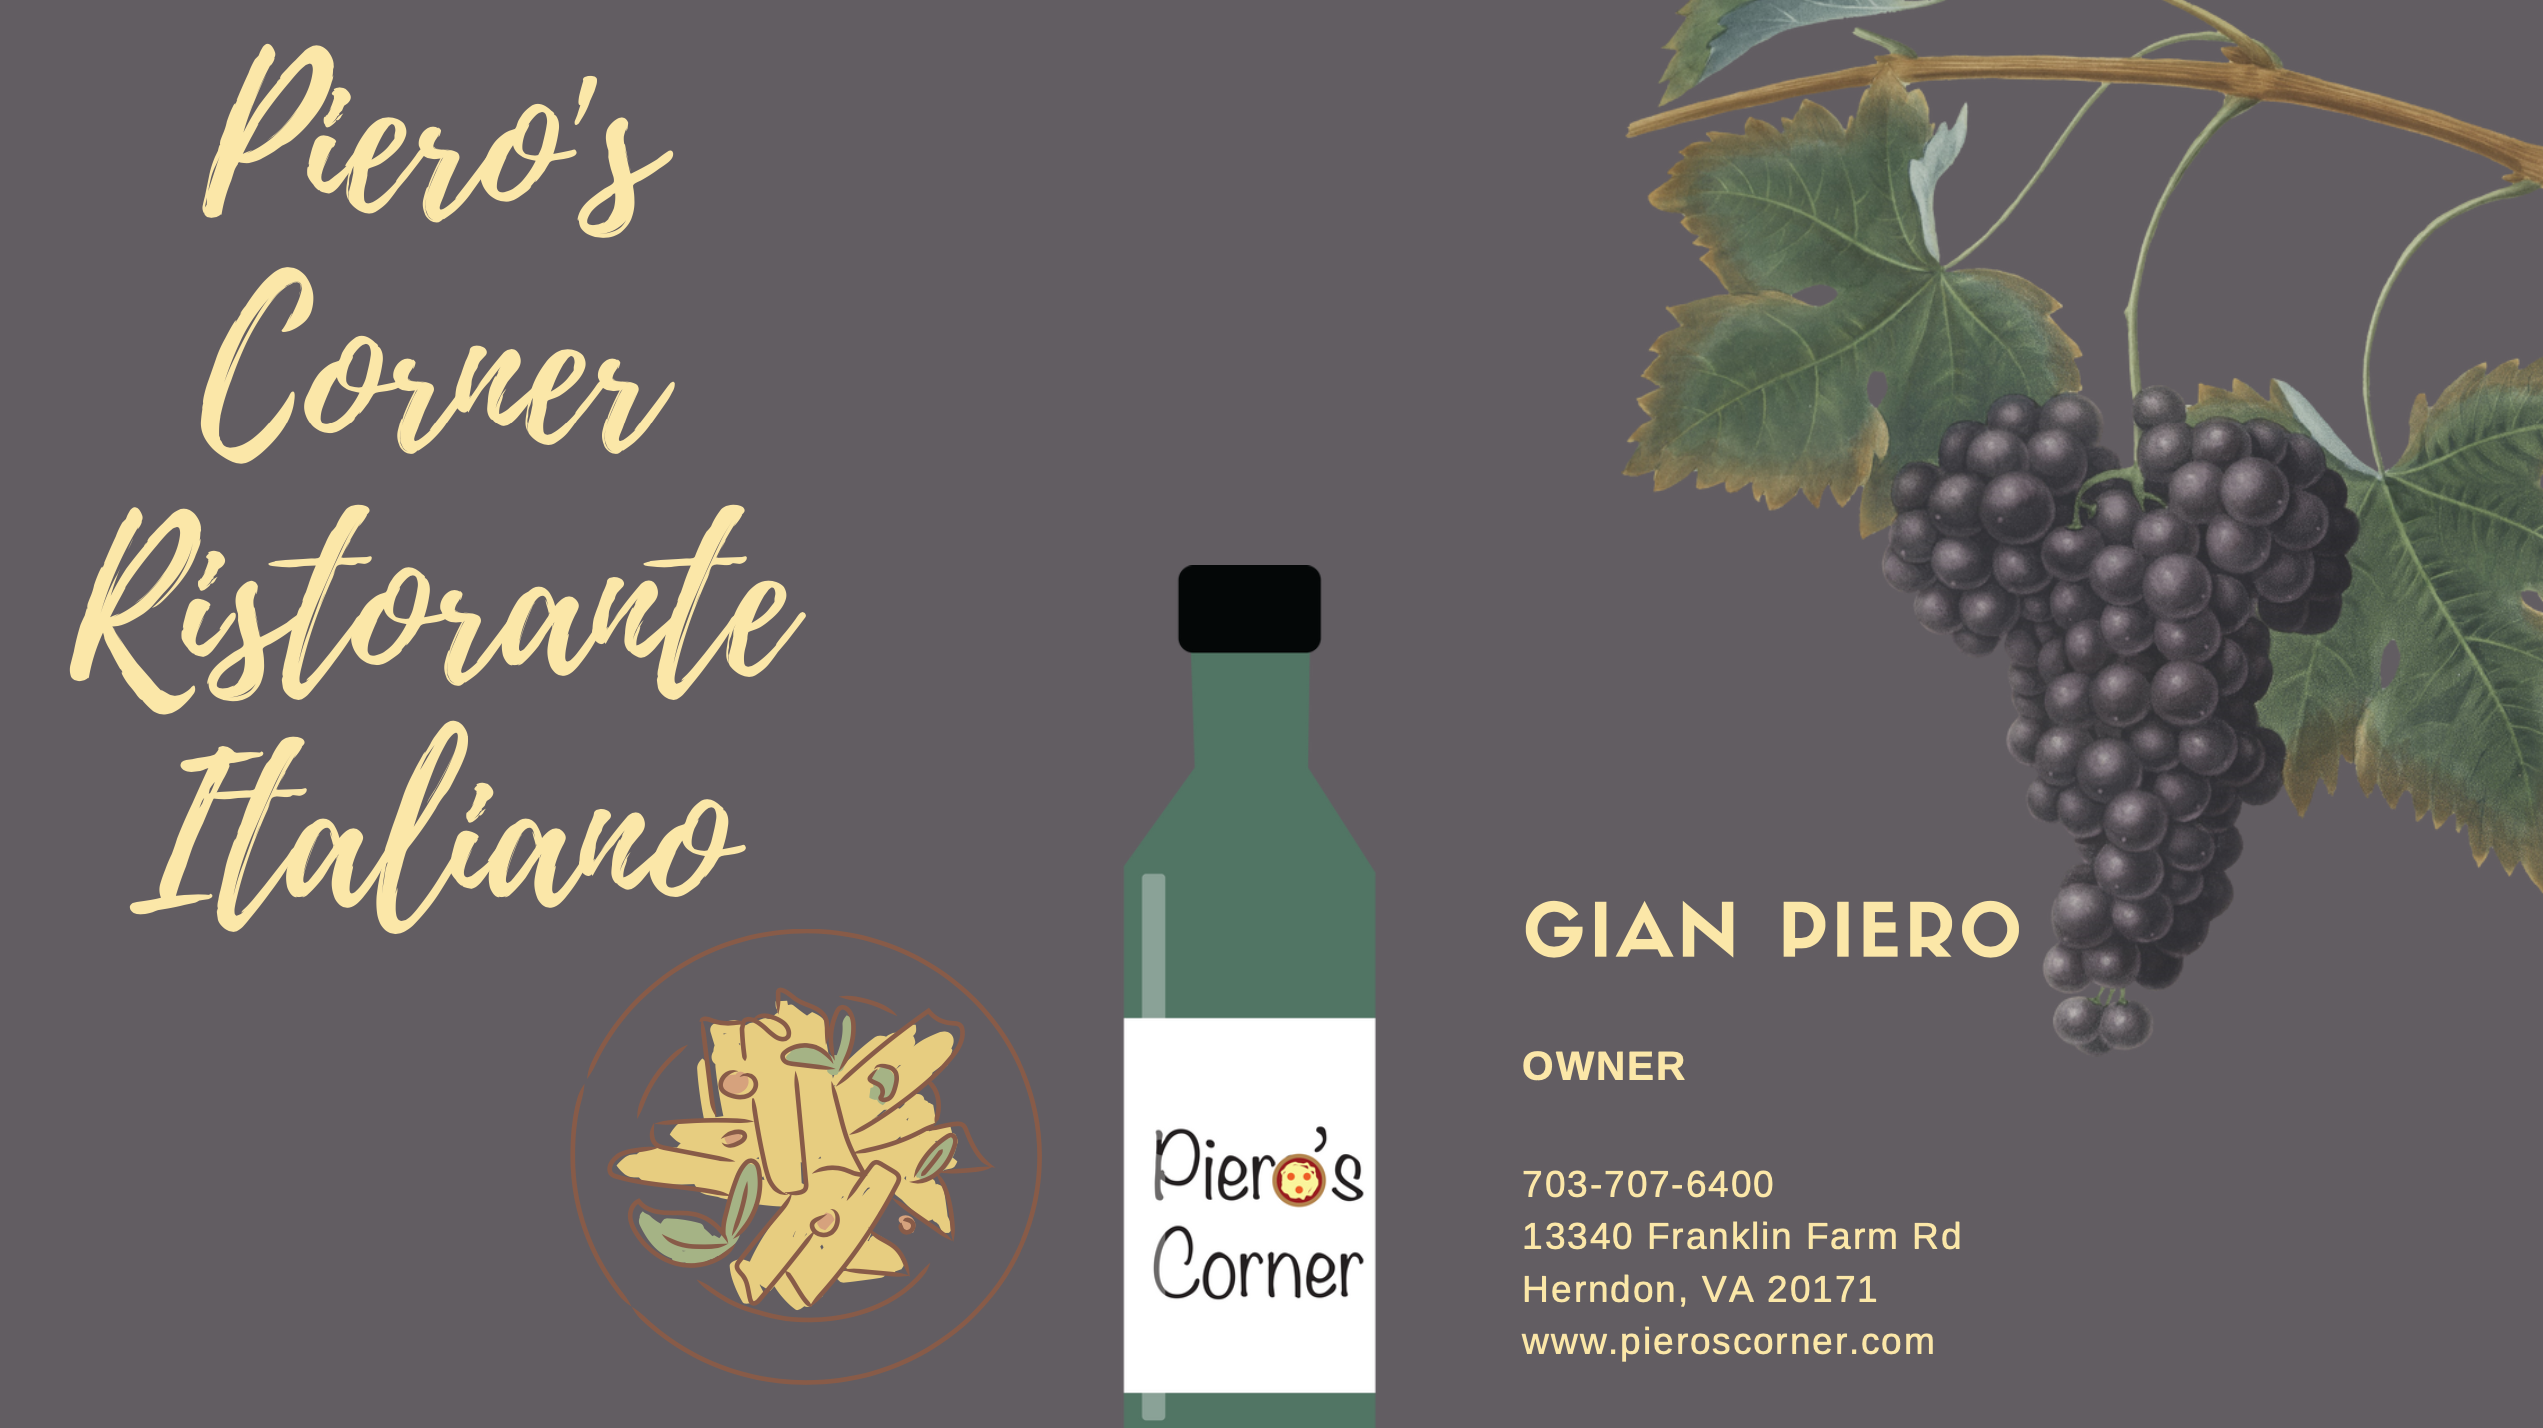 Piero's
Corner
Ristorante
Italiano
Piero's
Corner
GIAN PIERO
OWNER
703-707-6400
13340 Franklin Farm Rd
Herndon, VA 20171
www.pieroscorner.com